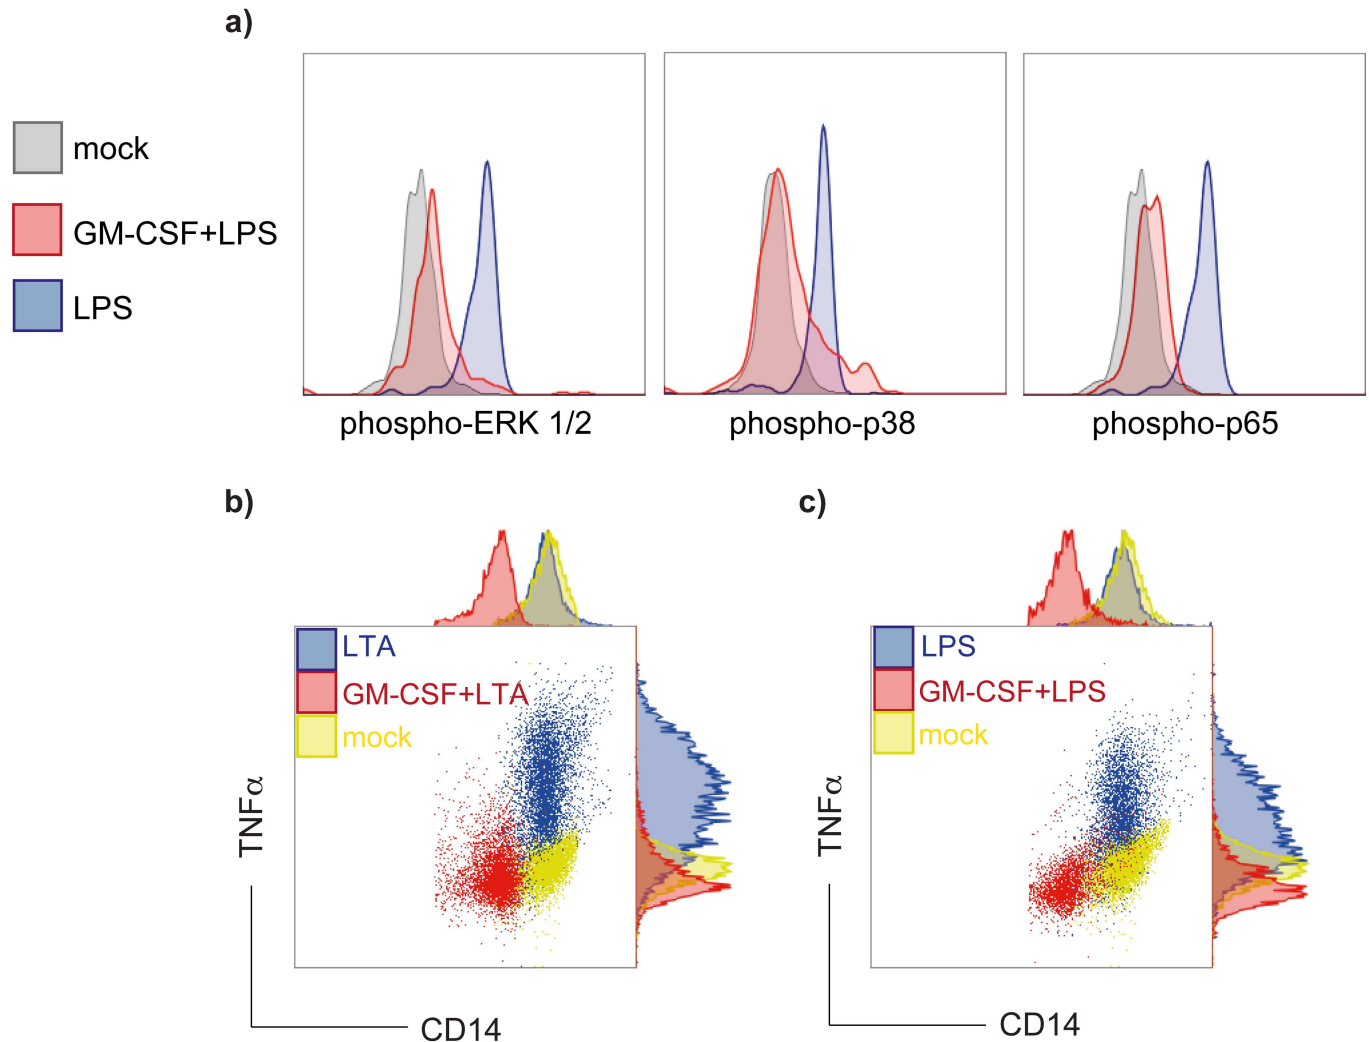 a)
mock
GM-CSF+LPS
LPS
phospho-ERK 1/2
phospho-p38
phospho-p65
b)
LTA
GM-CSF+LTA
mock
TNFα
CD14
c)
LPS
GM-CSF+LPS
mock
TNFα
CD14